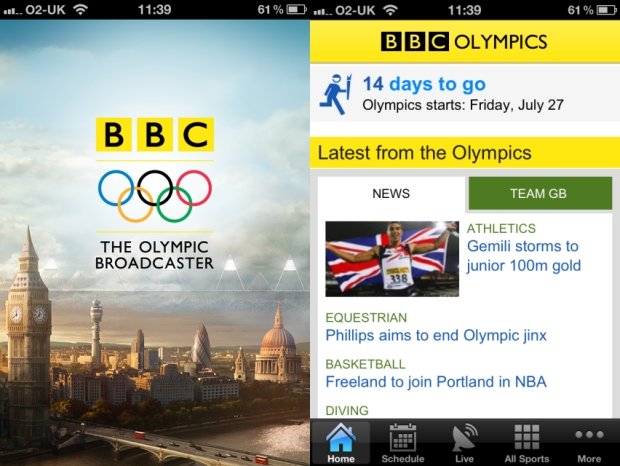 O2-UK 11:39 61%
BBC
THE OLYMPIC
BROADCASTER
O2-UK 11:39 61%
BBC OLYMPICS
14 days to go
Olympics starts: Friday, July 27
Latest from the Olympics
NEWS
TEAM GB
ATHLETICS
Gemili storms to
junior 100m gold
338
EQUESTRIAN
Phillips aims to end Olympic jinx
BASKETBALL
Freeland to join Portland in NBA
DIVING
Home
Schedule
Live
All Sports
More